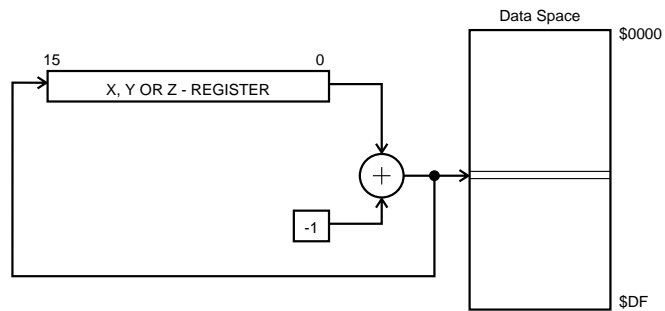 Data Space
$0000
15
0
X, Y OR Z - REGISTER
+
-1
$DF